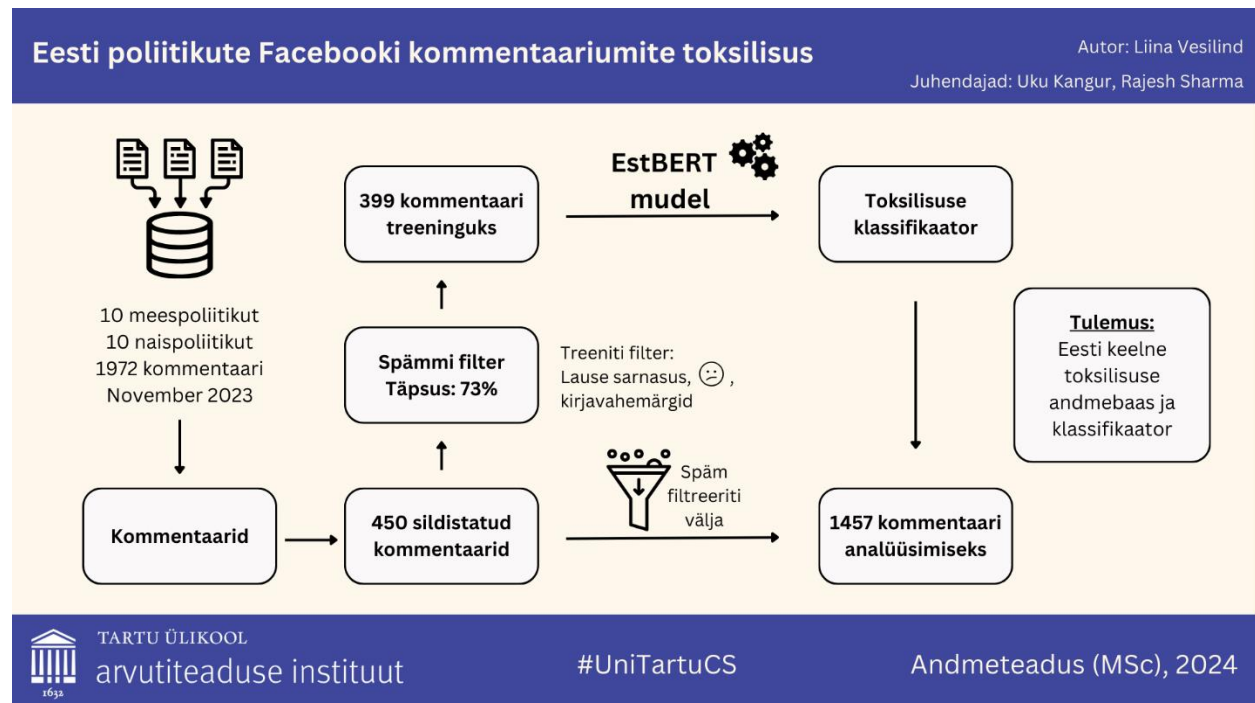 Eesti poliitikute Facebooki kommentaariumite toksilisus
Autor: Liina Vesilind
Juhendajad: Uku Kangur, Rajesh Sharma
10 meespoliitikut
10 naispoliitikut
1972 kommentaari
November 2023
Kommentaarid
450 sildistatud
kommentaarid
Spämmi filter
Täpsus: 73%
Treeniti filter:
Lause sarnasus, ,
kirjavahemärgid
399 kommentaari
treeninguks
EstBERT
mudel
Toksilisuse
klassifikaator
Späm
filtreeriti
välja
1457 kommentaari
analüüsimiseks
Tulemus:
Eesti keelne
toksilisuse
andmebaas ja
klassifikaator
1632
TARTU ÜLIKOOL
arvutiteaduse instituut
#UniTartuCS
Andmeteadus (MSc), 2024